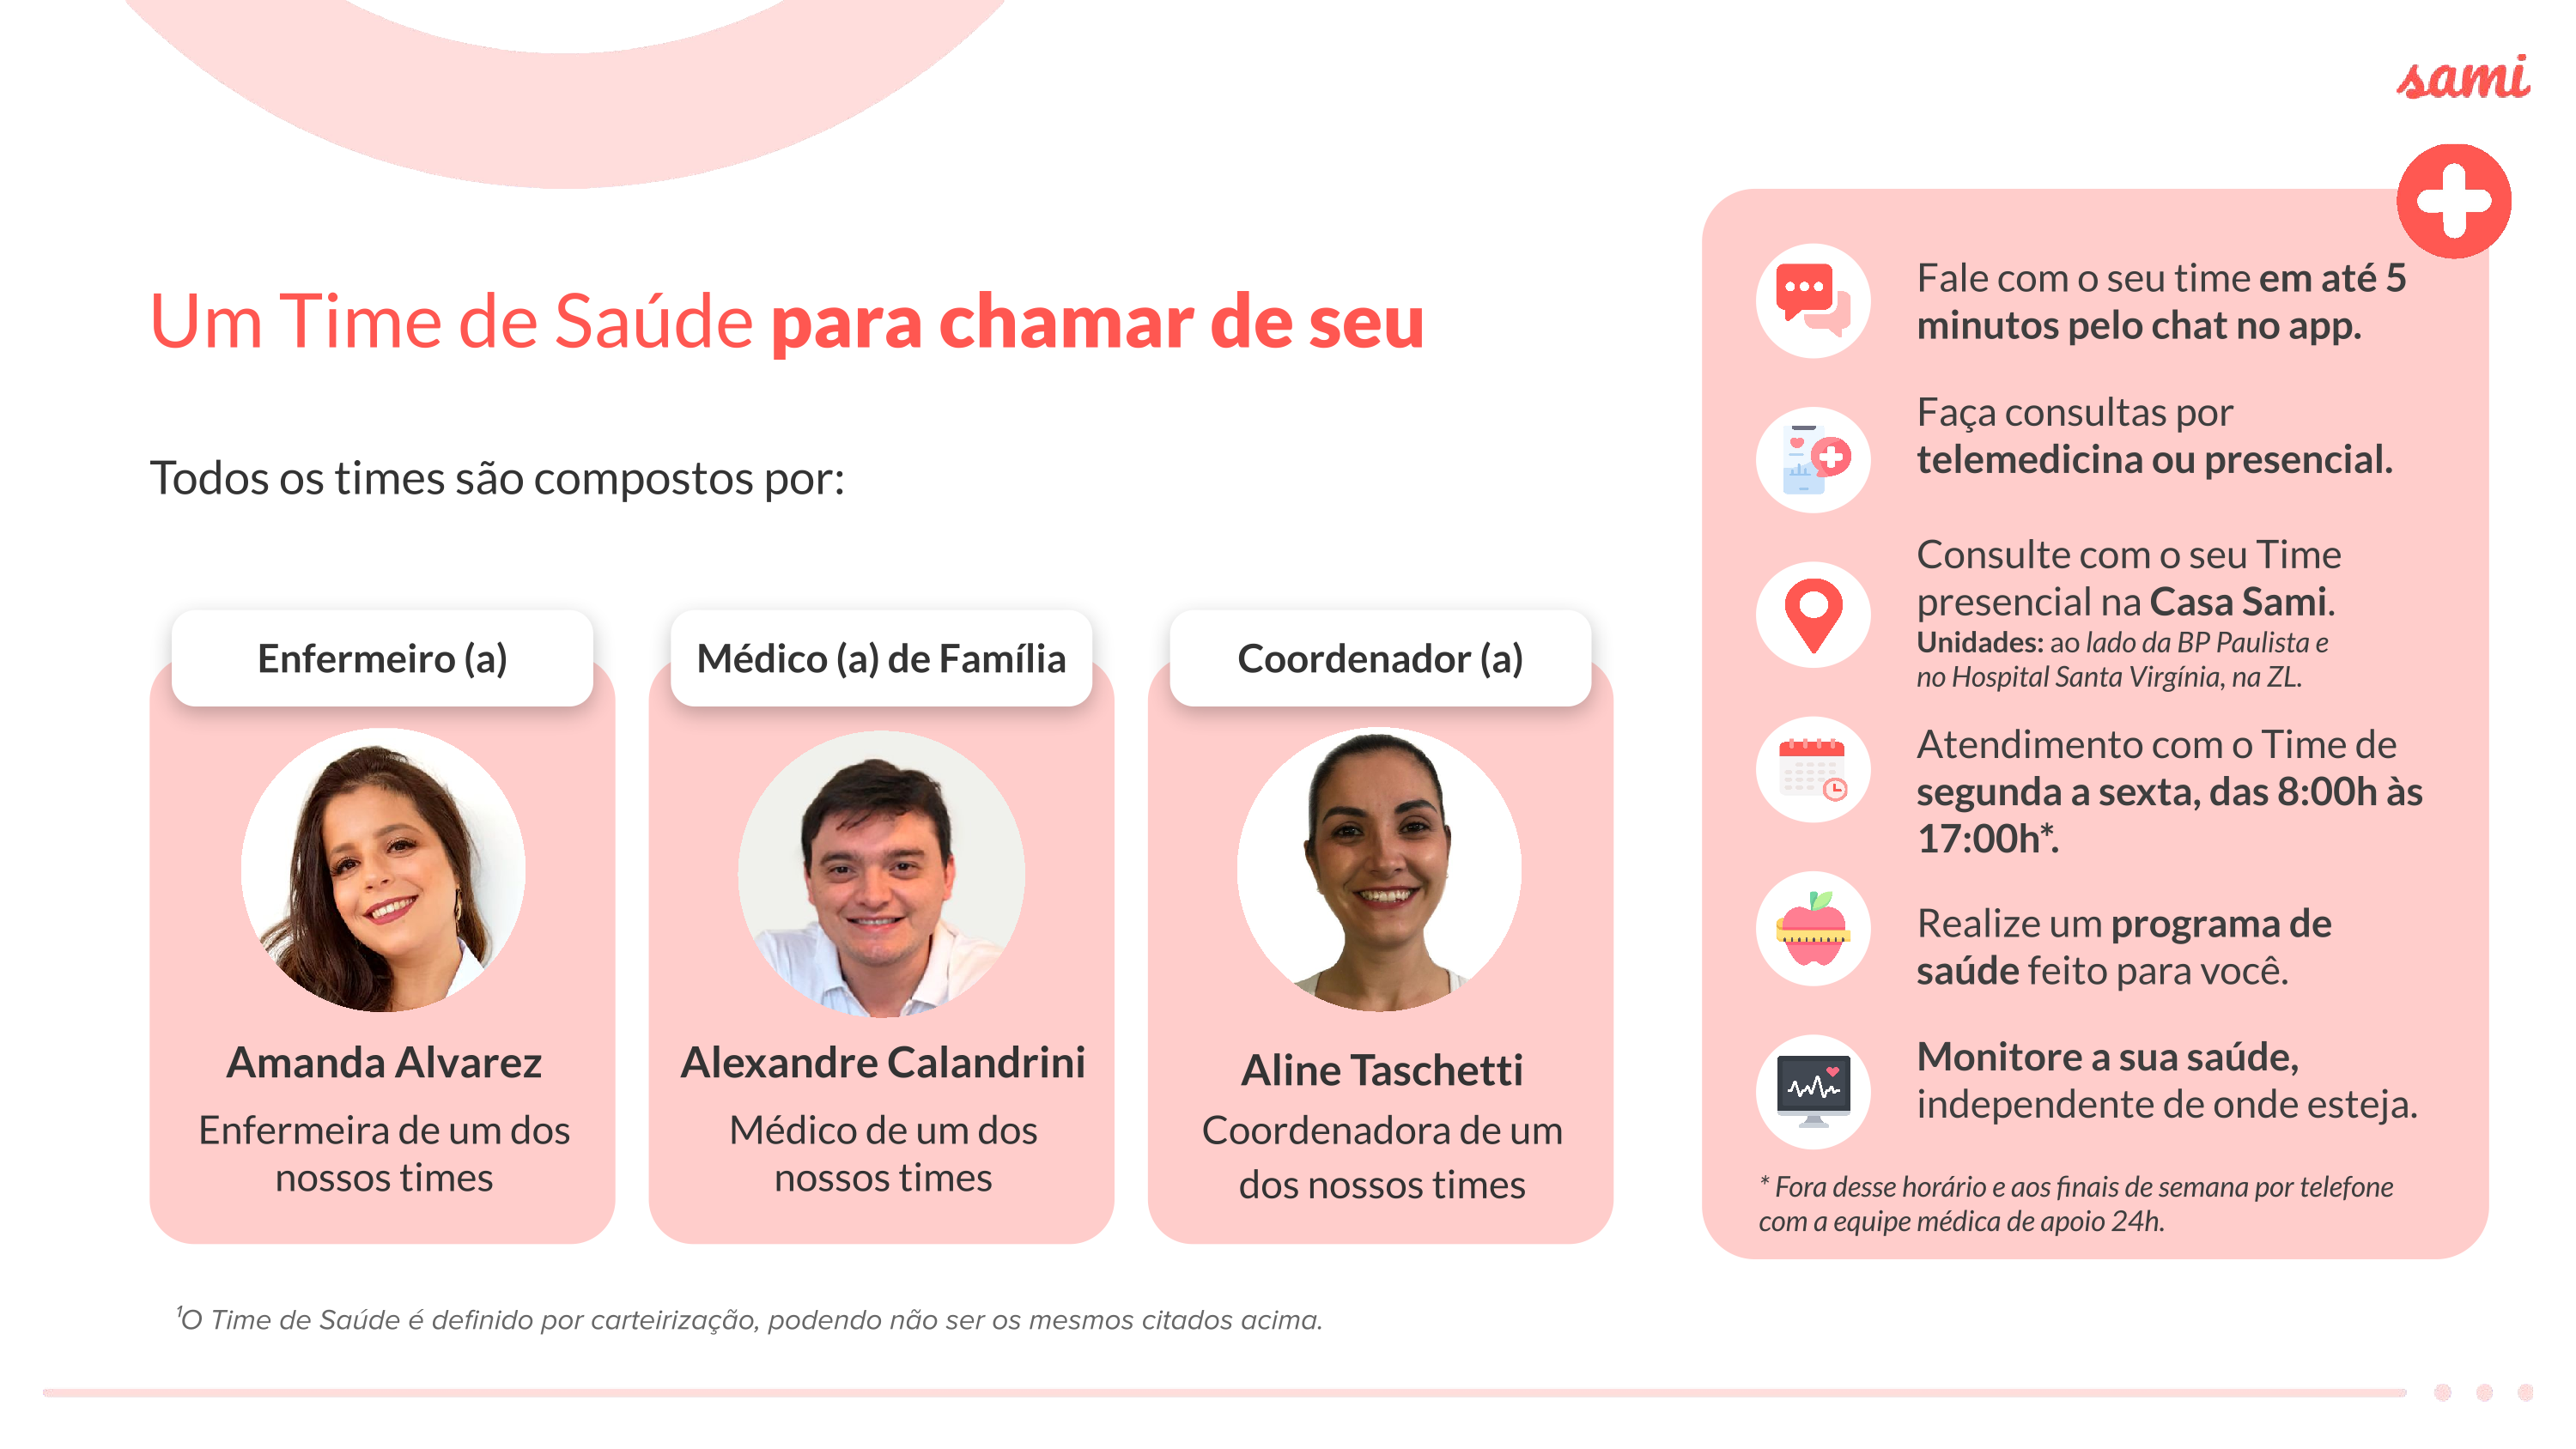 sami
Um Time de Saúde para chamar de seu
Todos os times são compostos por:
Enfermeiro (a)
Amanda Alvarez
Enfermeira de um dos
nossos times
Médico (a) de Família
Alexandre Calandrini
Médico de um dos
nossos times
Coordenador (a)
Aline Taschetti
Coordenadora de um
dos nossos times
¹O Time de Saúde é definido por carteirização, podendo não ser os mesmos citados acima.
Fale com o seu time em até 5
minutos pelo chat no app.
Faça consultas por
telemedicina ou presencial.
Consulte com o seu Time
presencial na Casa Sami.
Unidades: ao lado da BP Paulista e
no Hospital Santa Virgínia, na ZL.
Atendimento com o Time de
segunda a sexta, das 8:00h às
17:00h*.
Realize um programa de
saúde feito para você.
Monitore a sua saúde,
independente de onde esteja.
* Fora desse horário e aos finais de semana por telefone
com a equipe médica de apoio 24h.